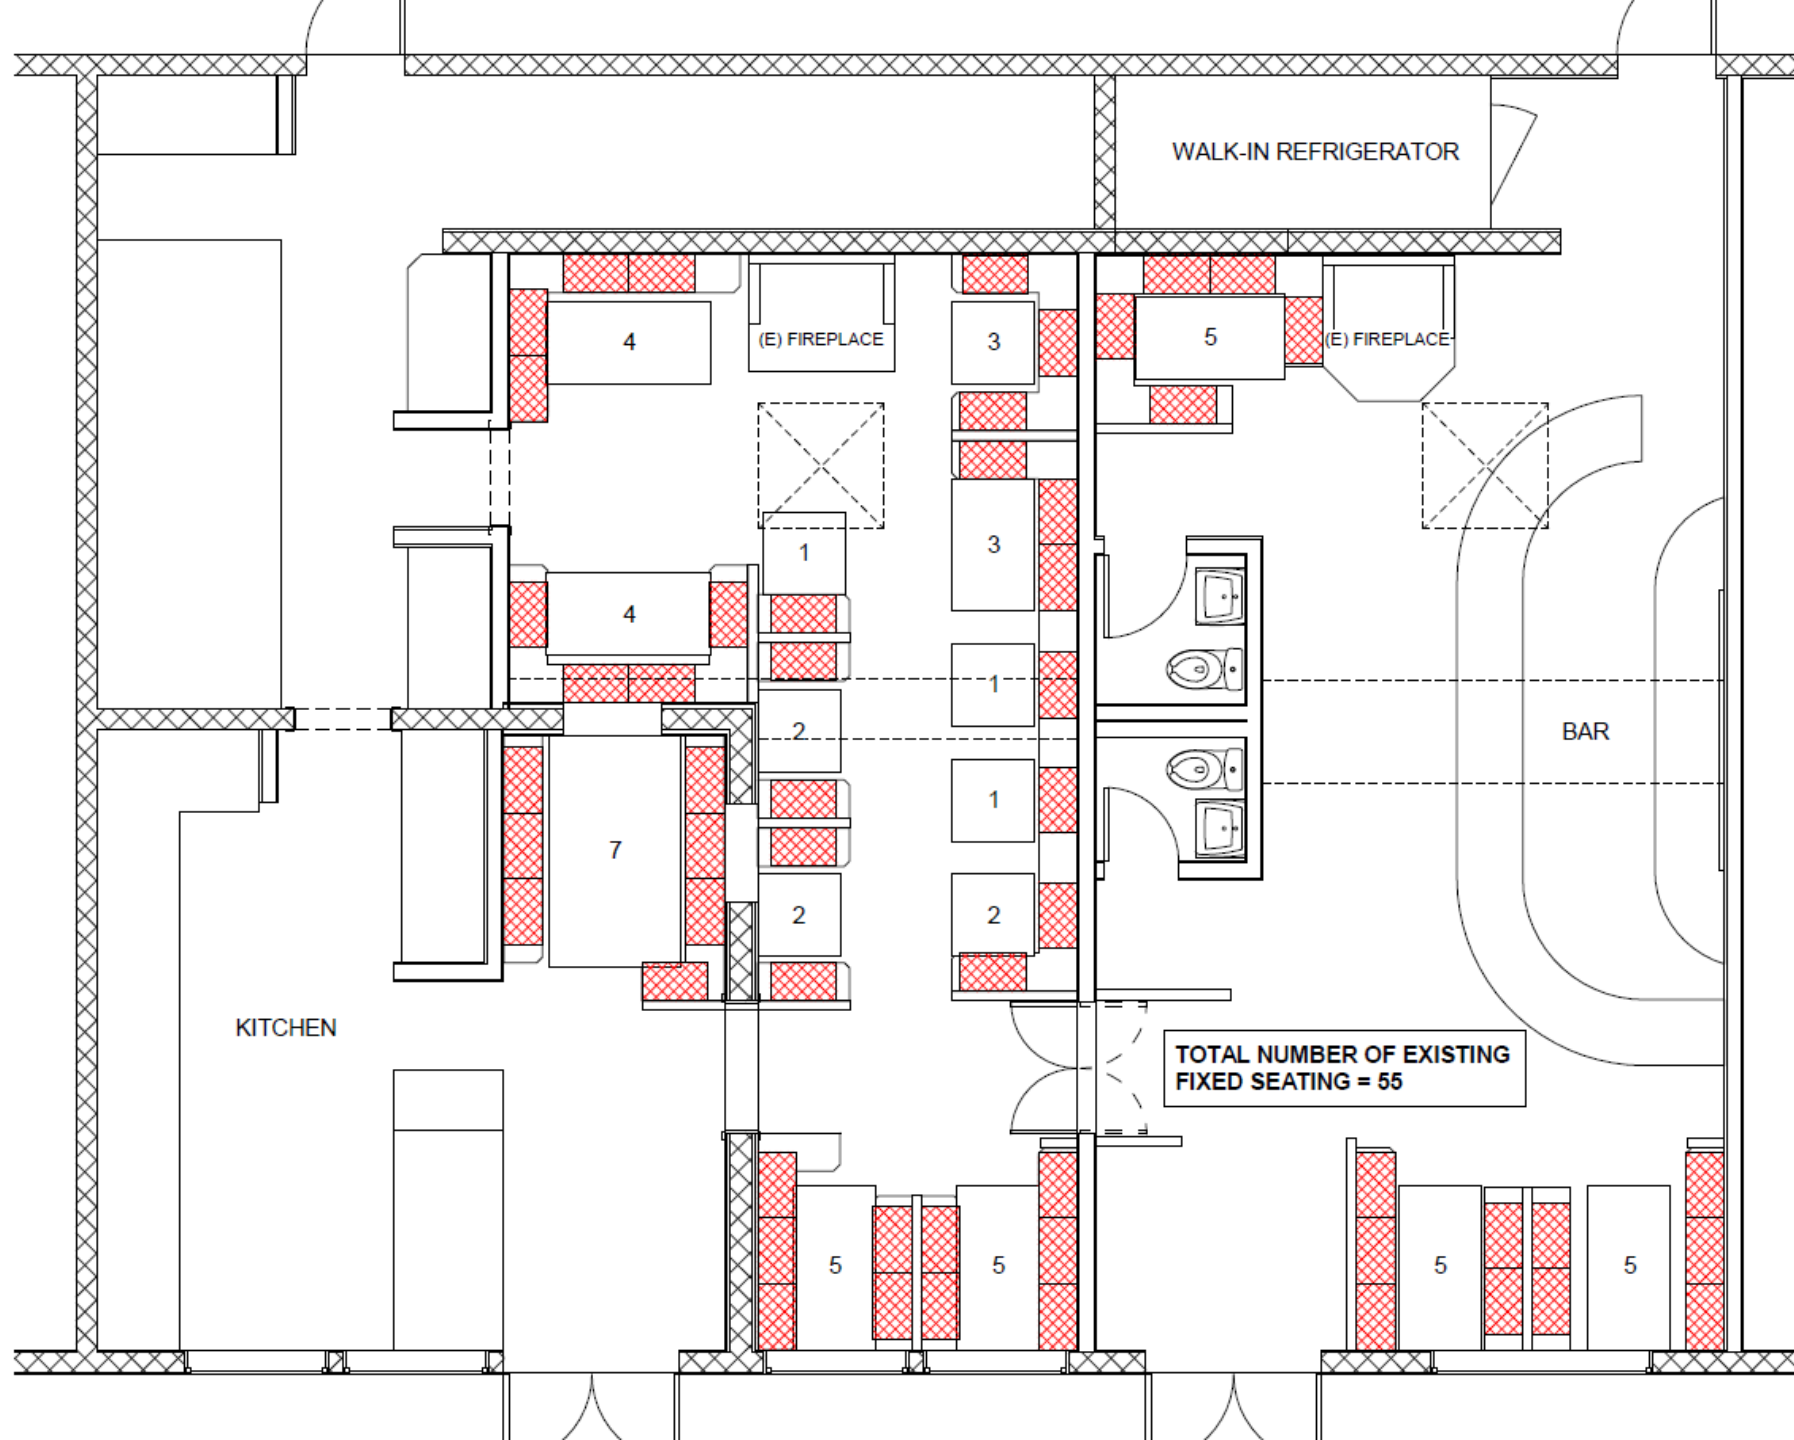 WALK-IN REFRIGERATOR
4
(E) FIREPLACE
3
5
(E) FIREPLACE
1
3
4
1
2
BAR
1
7
2
2
KITCHEN
TOTAL NUMBER OF EXISTING
FIXED SEATING = 55
5
5
5
5